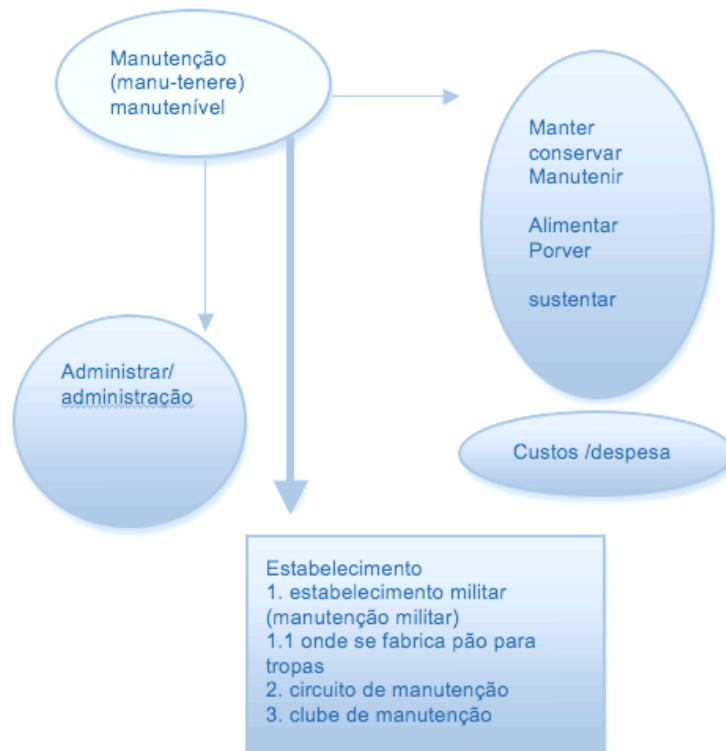 Manutenção
(manu-tenere)
manutenível
Manter
conservar
Manutenir
Alimentar
Porver
sustentar
Administrar/
administração
Custos /despesa
Estabelecimento
1. estabelecimento militar
(manutenção militar)
1.1 onde se fabrica pão para
tropas
2. circuito de manutenção
3. clube de manutenção